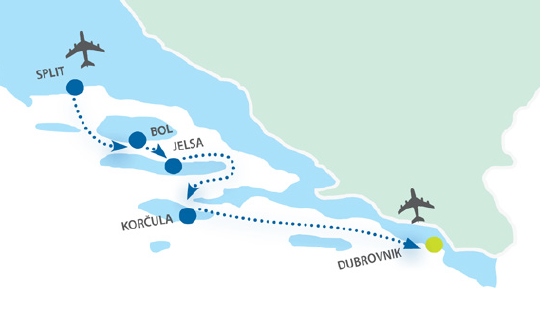 SPLIT
BOL
JELSA
KORČULA
DUBROVNIK